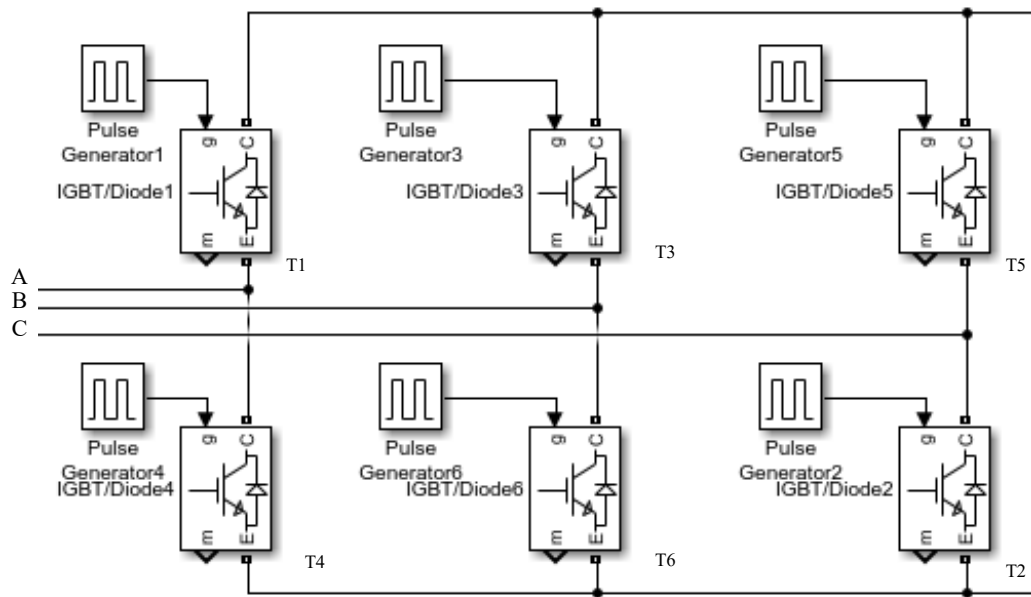 Pulse
Generator1
g
C
IGBT/Diode1
m
E
T1
Pulse
Generator3
g
C
IGBT/Diode3
m
E
T3
Pulse
Generator5
g
C
IGBT/Diode5
m
E
T5
A
B
C
Pulse
Generator4
g
C
IGBT/Diode4
m
E
T4
Pulse
Generator6
g
C
IGBT/Diode6
m
E
T6
Pulse
Generator2
g
C
IGBT/Diode2
m
E
T2